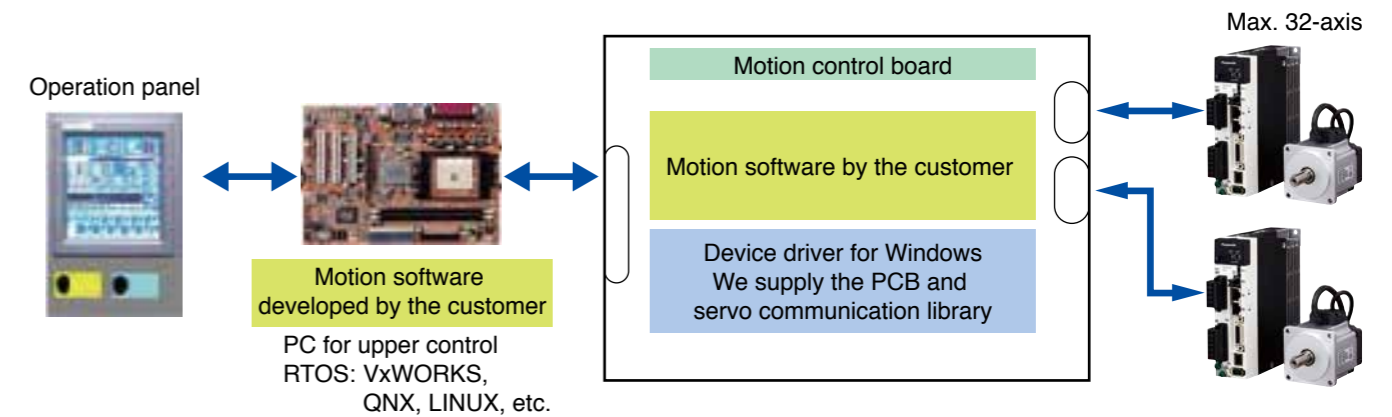 Max. 32-axis
Operation panel
Motion control board
Motion software by the customer
Device driver for Windows
We supply the PCB and
servo communication library
Motion software
developed by the customer
PC for upper control
RTOS: VxWORKS,
QNX, LINUX, etc.